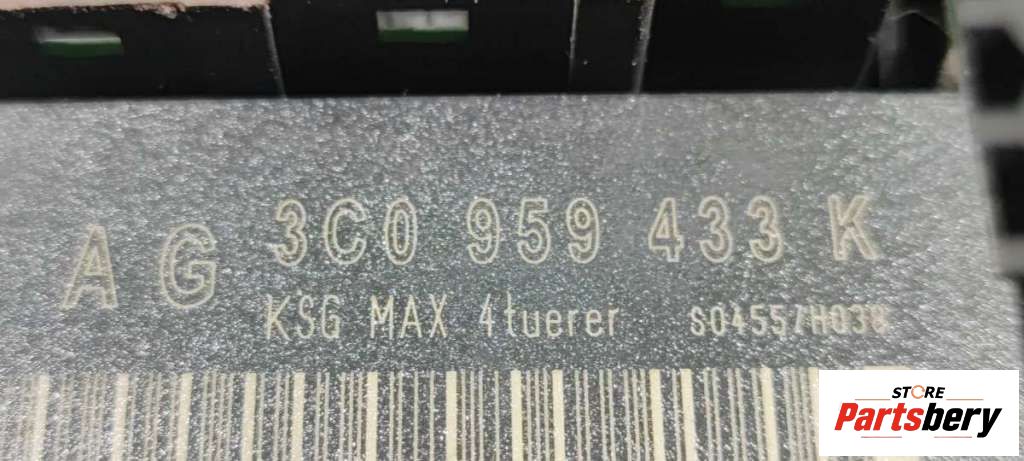 AG 3C0 959 433 K
KSG MAX 4tuerer S04557H038
STORE
Partsbery